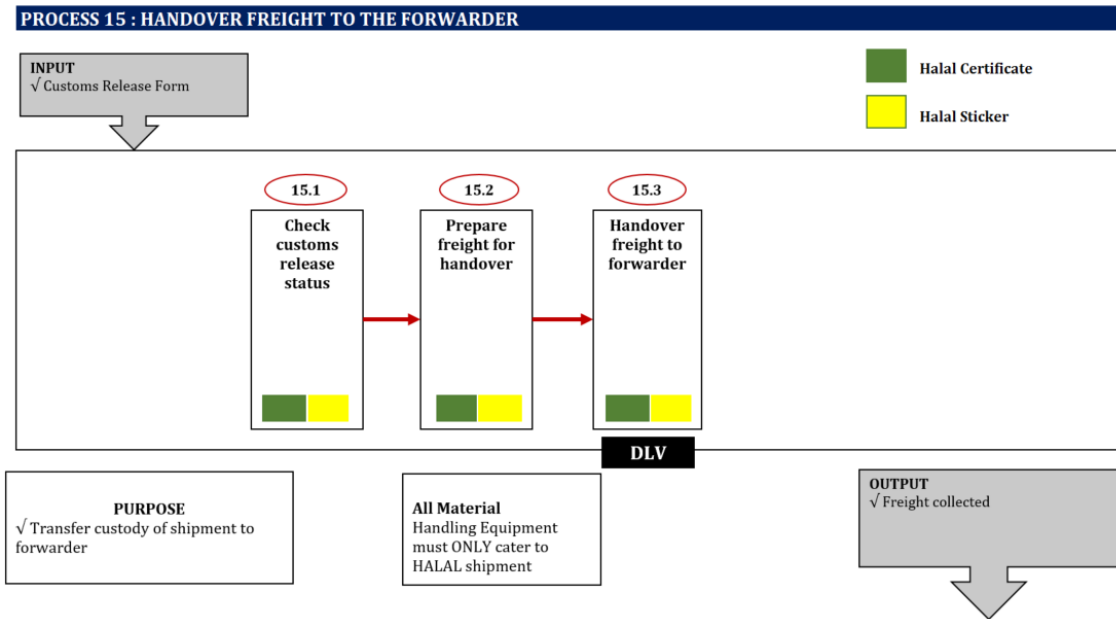 PROCESS 15 : HANDOVER FREIGHT TO THE FORWARDER
INPUT
√ Customs Release Form
Halal Certificate
Halal Sticker
15.1
Check
customs
release
status
15.2
Prepare
freight for
handover
15.3
Handover
freight to
forwarder
DLV
PURPOSE
√ Transfer custody of shipment to
forwarder
All Material
Handling Equipment
must ONLY cater to
HALAL shipment
OUTPUT
√ Freight collected